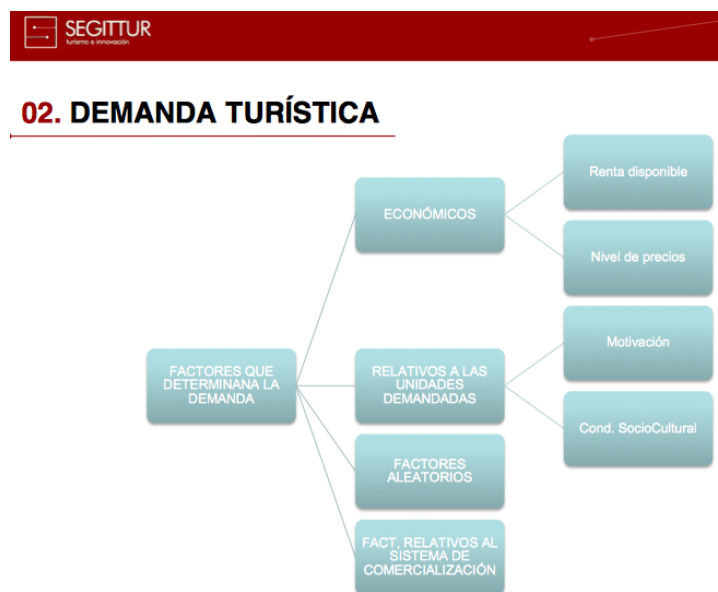 SEGITTUR
turismo e innovación
02. DEMANDA TURÍSTICA
FACTORES QUE
DETERMINANA LA
DEMANDA
ECONÓMICOS
Renta disponible
Nivel de precios
RELATIVOS A LAS
UNIDADES
DEMANDADAS
Motivación
Cond. SocioCultural
FACTORES
ALEATORIOS
FACT, RELATIVOS AL
SISTEMA DE
COMERCIALIZACIÓN